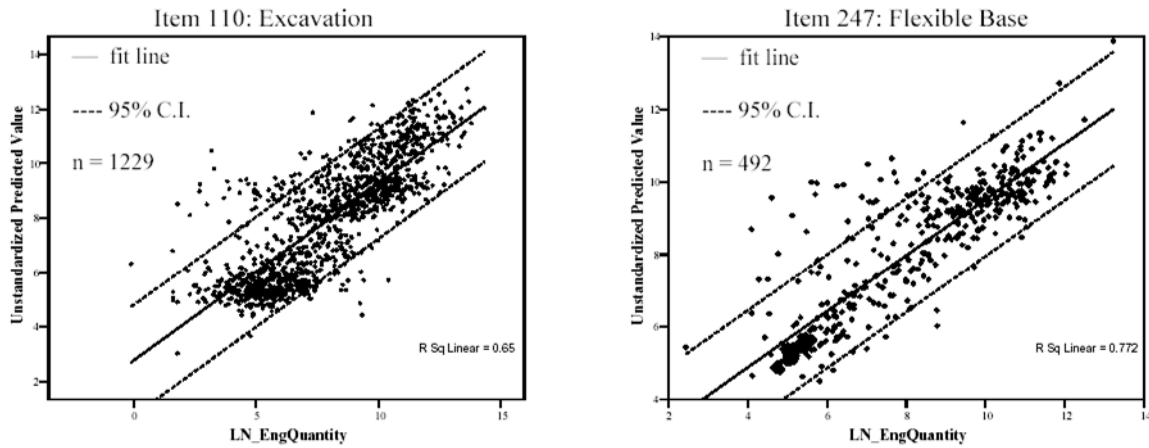 Item 110: Excavation
14
12
10
8
6
4
2
fit line
95% C.I.
n = 1229
R Sq Linear = 0.65
Unstandardized Predicted Value
0
5
10
15
LN_EngQuantity
Item 247: Flexible Base
14
12
10
8
6
4
fit line
95% C.I.
n = 492
R Sq Linear = 0.772
Unstandardized Predicted Value
2
4
6
8
10
12
14
LN_EngQuantity